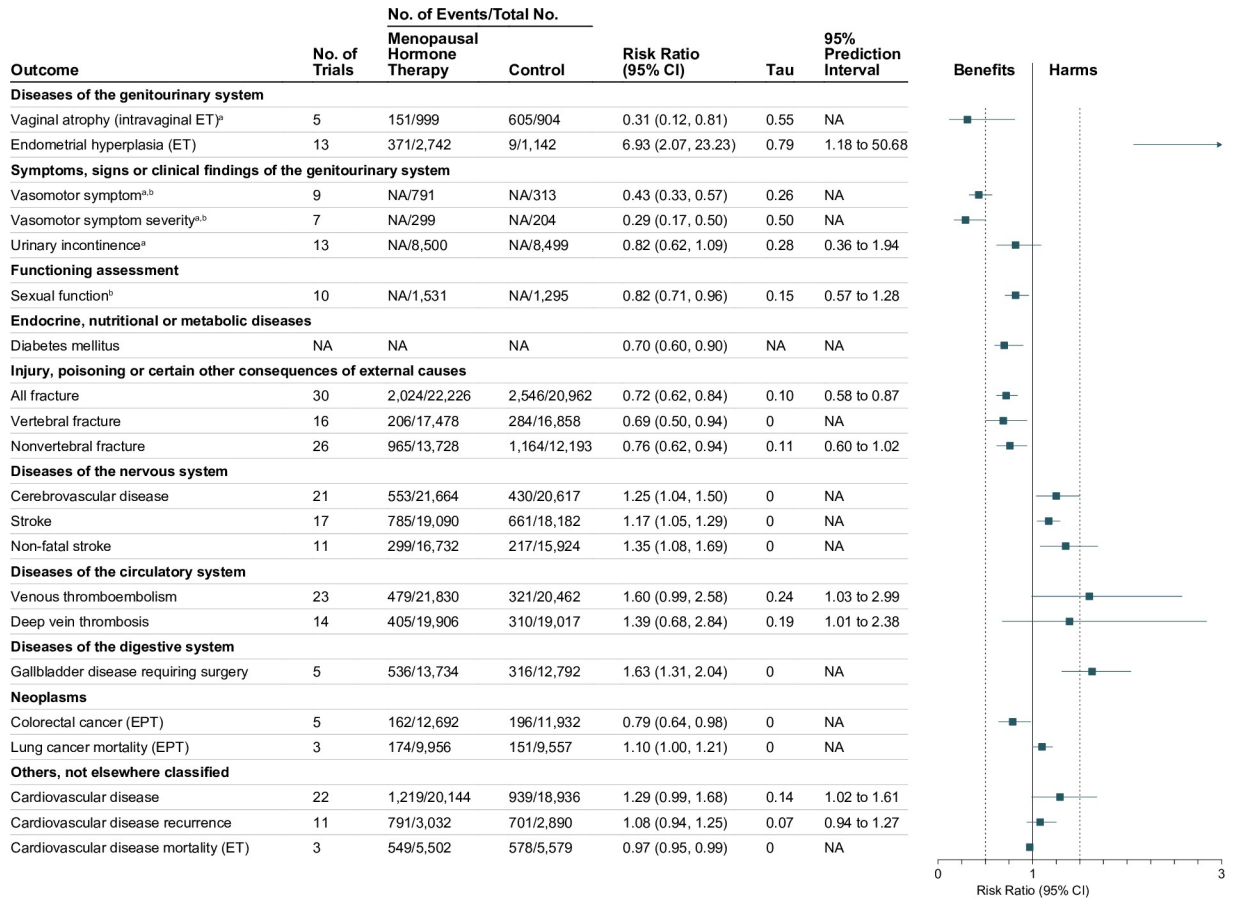 No. of Events/Total No.
Outcome No. of Trials Menopausal Hormone Therapy Control Risk Ratio (95% CI) Tau 95% Prediction Interval Benefits Harms
Diseases of the genitourinary system
Vaginal atrophy (intravaginal ET)a 5 151/999 605/904 0.31 (0.12, 0.81) 0.55 NA
Endometrial hyperplasia (ET) 13 371/2,742 9/1,142 6.93 (2.07, 23.23) 0.79 1.18 to 50.68
Symptoms, signs or clinical findings of the genitourinary system
Vasomotor symptoma,b 9 NA/791 NA/313 0.43 (0.33, 0.57) 0.26 NA
Vasomotor symptom severitya,b 7 NA/299 NA/204 0.29 (0.17, 0.50) 0.50 NA
Urinary incontinencea 13 NA/8,500 NA/8,499 0.82 (0.62, 1.09) 0.28 0.36 to 1.94
Functioning assessment
Sexual functionb 10 NA/1,531 NA/1,295 0.82 (0.71, 0.96) 0.15 0.57 to 1.28
Endocrine, nutritional or metabolic diseases
Diabetes mellitus NA NA NA 0.70 (0.60, 0.90) NA NA
Injury, poisoning or certain other consequences of external causes
All fracture 30 2,024/22,226 2,546/20,962 0.72 (0.62, 0.84) 0.10 0.58 to 0.87
Vertebral fracture 16 206/17,478 284/16,858 0.69 (0.50, 0.94) 0 NA
Nonvertebral fracture 26 965/13,728 1,164/12,193 0.76 (0.62, 0.94) 0.11 0.60 to 1.02
Diseases of the nervous system
Cerebrovascular disease 21 553/21,664 430/20,617 1.25 (1.04, 1.50) 0 NA
Stroke 17 785/19,090 661/18,182 1.17 (1.05, 1.29) 0 NA
Non-fatal stroke 11 299/16,732 217/15,924 1.35 (1.08, 1.69) 0 NA
Diseases of the circulatory system
Venous thromboembolism 23 479/21,830 321/20,462 1.60 (0.99, 2.58) 0.24 1.03 to 2.99
Deep vein thrombosis 14 405/19,906 310/19,017 1.39 (0.68, 2.84) 0.19 1.01 to 2.38
Diseases of the digestive system
Gallbladder disease requiring surgery 5 536/13,734 316/12,792 1.63 (1.31, 2.04) 0 NA
Neoplasms
Colorectal cancer (EPT) 5 162/12,692 196/11,932 0.79 (0.64, 0.98) 0 NA
Lung cancer mortality (EPT) 3 174/9,956 151/9,557 1.10 (1.00, 1.21) 0 NA
Others, not elsewhere classified
Cardiovascular disease 22 1,219/20,144 939/18,936 1.29 (0.99, 1.68) 0.14 1.02 to 1.61
Cardiovascular disease recurrence 11 791/3,032 701/2,890 1.08 (0.94, 1.25) 0.07 0.94 to 1.27
Cardiovascular disease mortality (ET) 3 549/5,502 578/5,579 0.97 (0.95, 0.99) 0 NA
0 1 3
Risk Ratio (95% CI)